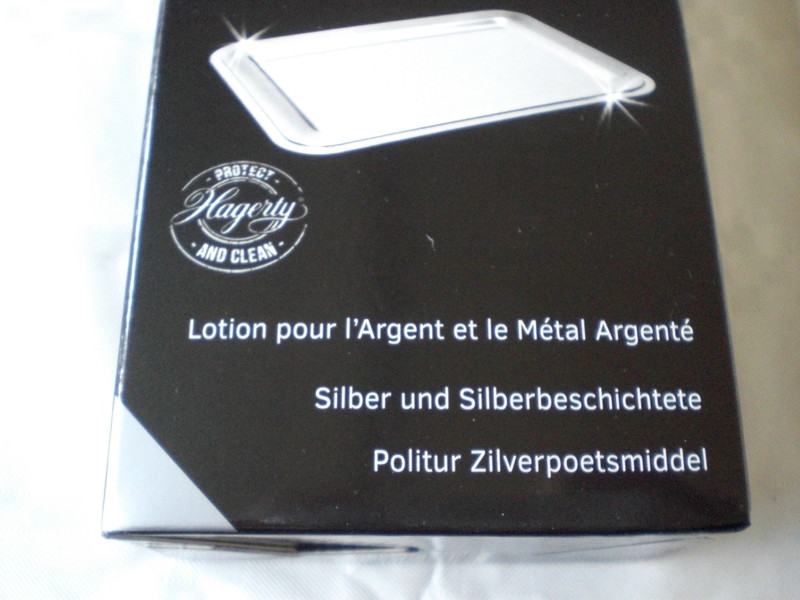 PROTECT
Hagerty
AND CLEAN
Lotion pour l'Argent et le Métal Argenté
Silber und Silberbeschichtete
Politur Zilverpoetsmiddel